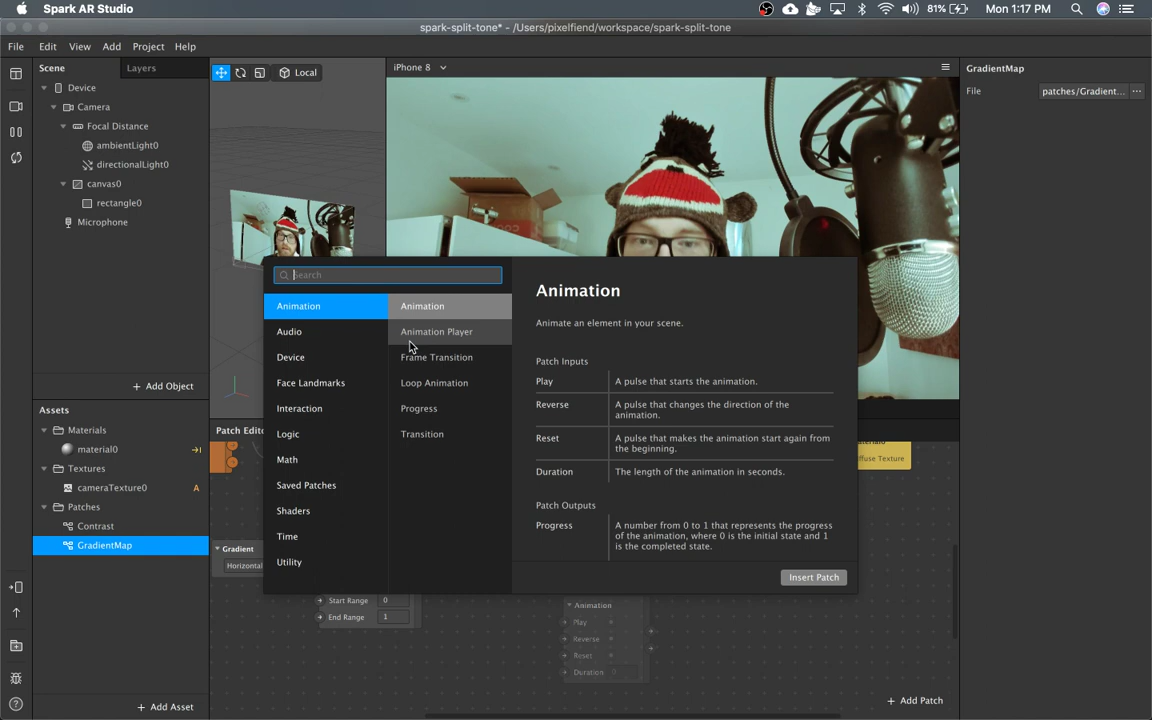 Spark AR Studio
81%
Mon 1:17 PM
spark-split-tone* - /Users/pixelfiend/workspace/spark-split-tone
File Edit View Add Project Help
Scene
Layers
Local
iPhone 8
GradientMap
File
patches/Gradient...
Device
Camera
Focal Distance
ambientLight0
directionalLight0
canvas0
rectangle0
Microphone
+ Add Object
Assets
Materials
material0
Textures
cameraTexture0
A
Patches
Contrast
GradientMap
+ Add Asset
Search
Animation
Audio
Device
Face Landmarks
Interaction
Logic
Math
Saved Patches
Shaders
Time
Utility
Animation
Animation Player
Frame Transition
Loop Animation
Progress
Transition
Animation
Animate an element in your scene.
Patch Inputs
Play
A pulse that starts the animation.
Reverse
A pulse that changes the direction of the
animation.
Reset
A pulse that makes the animation start again from
the beginning.
Duration
The length of the animation in seconds.
Patch Outputs
Progress
A number from 0 to 1 that represents the progress
of the animation, where 0 is the initial state and 1
is the completed state.
Insert Patch
Patch Edito
fuse Texture
Gradient
Horizontal
Start Range 0
End Range 1
Animation
Play
Reverse
Reset
Duration 0
+ Add Patch